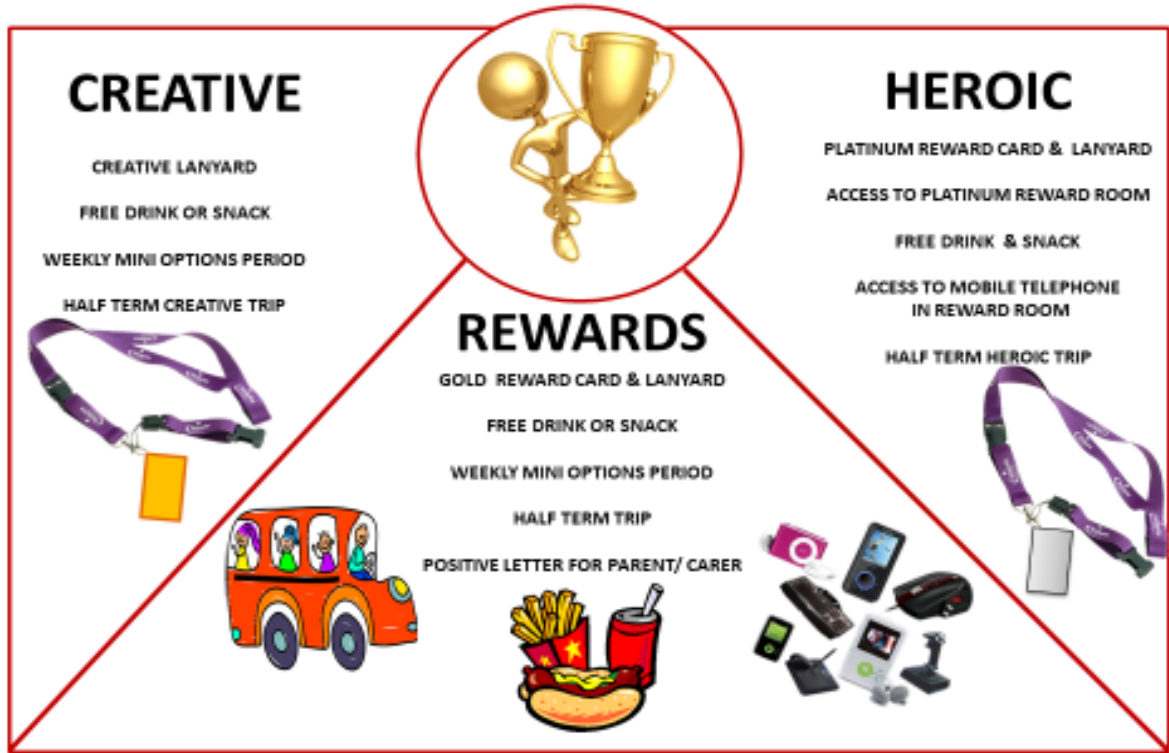 CREATIVE
CREATIVE LANYARD
FREE DRINK OR SNACK
WEEKLY MINI OPTIONS PERIOD
HALF TERM CREATIVE TRIP
REWARDS
GOLD REWARD CARD & LANYARD
FREE DRINK OR SNACK
WEEKLY MINI OPTIONS PERIOD
HALF TERM TRIP
POSITIVE LETTER FOR PARENT/ CARER
HEROIC
PLATINUM REWARD CARD & LANYARD
ACCESS TO PLATINUM REWARD ROOM
FREE DRINK & SNACK
ACCESS TO MOBILE TELEPHONE
IN REWARD ROOM
HALF TERM HEROIC TRIP